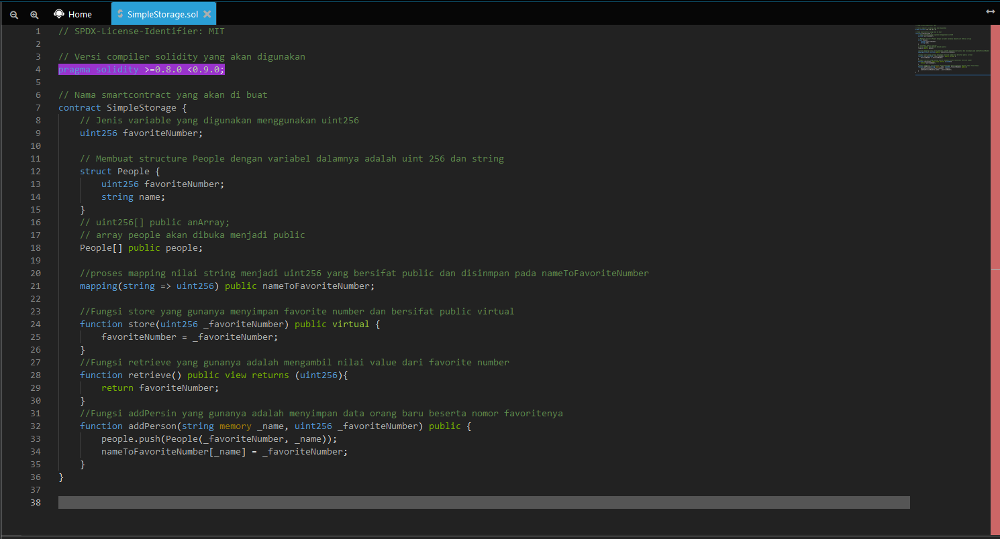 Home SimpleStorage.sol
1 // SPDX-License-Identifier: MIT
2
3 // Versi compiler solidity yang akan digunakan
4 pragma solidity >=0.8.0 <0.9.0;
5
6 // Nama smartcontract yang akan di buat
7 contract SimpleStorage {
8 // Jenis variable yang digunakan menggunakan uint256
9 uint256 favoriteNumber;
10
11 // Membuat structure People dengan variabel dalamnya adalah uint 256 dan string
12 struct People {
13 uint256 favoriteNumber;
14 string name;
15 }
16 // uint256[] public anArray;
17 // array people akan dibuka menjadi public
18 People[] public people;
19
20 //proses mapping nilai string menjadi uint256 yang bersifat public dan disinmpan pada nameToFavoriteNumber
21 mapping(string => uint256) public nameToFavoriteNumber;
22
23 //Fungsi store yang gunanya menyimpan favorite number dan bersifat public virtual
24 function store(uint256 _favoriteNumber) public virtual {
25 favoriteNumber = _favoriteNumber;
26 }
27 //Fungsi retrieve yang gunanya adalah mengambil nilai value dari favorite number
28 function retrieve() public view returns (uint256){
29 return favoriteNumber;
30 }
31 //Fungsi addPersin yang gunanya adalah menyimpan data orang baru beserta nomor favoritenya
32 function addPerson(string memory _name, uint256 _favoriteNumber) public {
33 people.push(People(_favoriteNumber, _name));
34 nameToFavoriteNumber[_name] = _favoriteNumber;
35 }
36 }
37
38